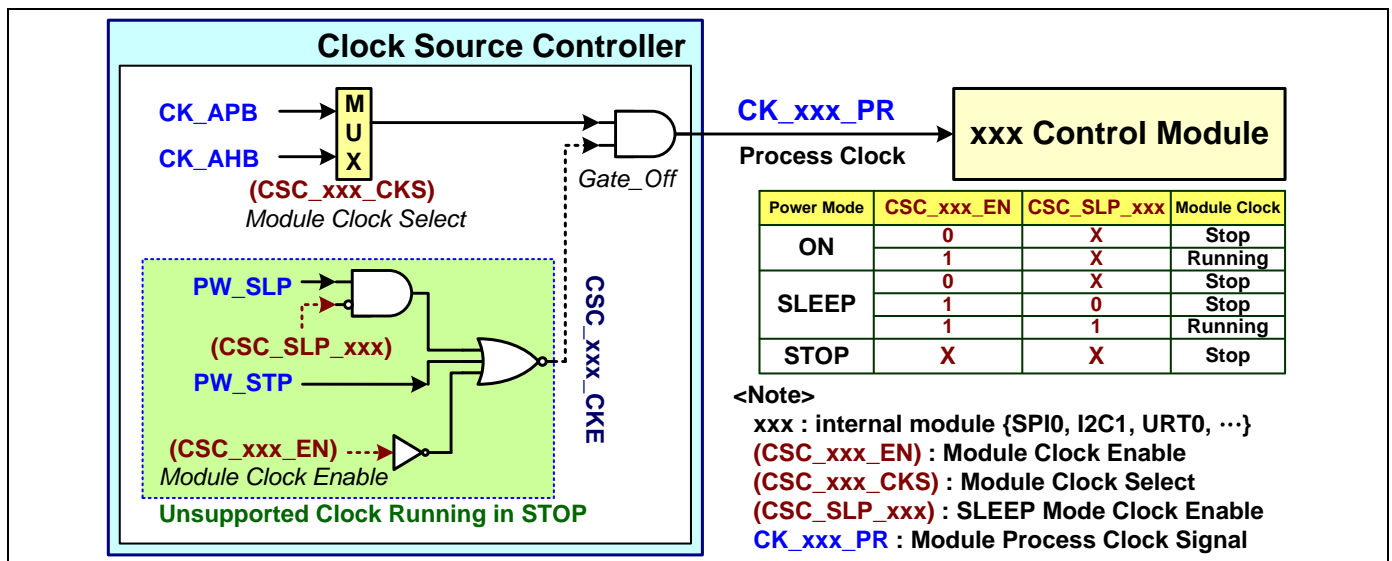 Clock Source Controller
CK_APB
CK_AHB
MUX
(CSC_xxx_CKS)
Module Clock Select
Gate_Off
CK_xxx_PR
Process Clock
xxx Control Module
PW_SLP
(CSC_SLP_xxx)
PW_STP
(CSC_xxx_EN)
Module Clock Enable
CSC_xxx_CKE
Unsupported Clock Running in STOP
Power Mode CSC_xxx_EN CSC_SLP_xxx Module Clock
ON 0 X Stop
1 X Running
SLEEP 0 X Stop
1 0 Stop
1 1 Running
STOP X X Stop
<Note>
xxx : internal module {SPI0, I2C1, URT0, ⋯}
(CSC_xxx_EN) : Module Clock Enable
(CSC_xxx_CKS) : Module Clock Select
(CSC_SLP_xxx) : SLEEP Mode Clock Enable
CK_xxx_PR : Module Process Clock Signal